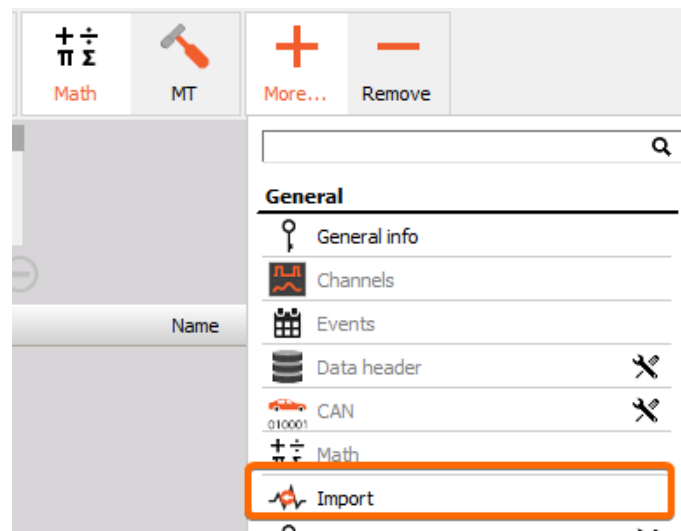 Math
MT
More...
Remove
General
General info
Channels
Name
Events
Data header
010001
CAN
Math
Import